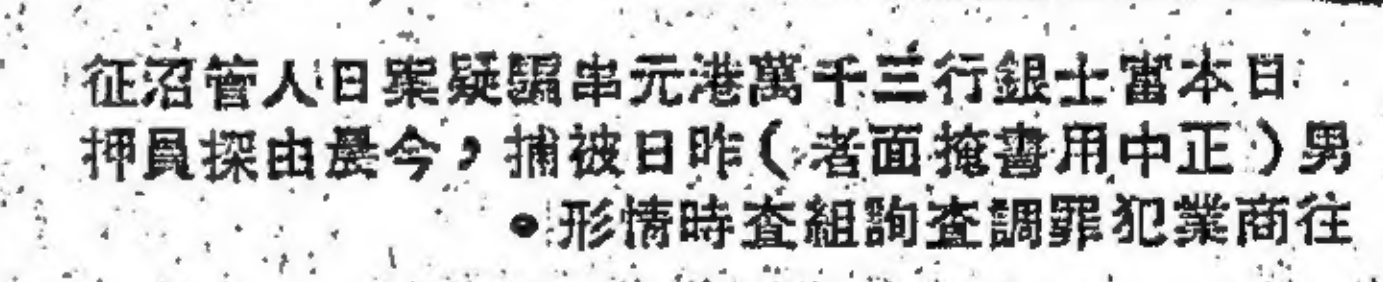 日本富士銀行三千萬港元串騙疑案日人管沼征
男（正中用書掩面者）昨日被捕，今晨由探員押
往商業犯罪調查詢組查時情形。